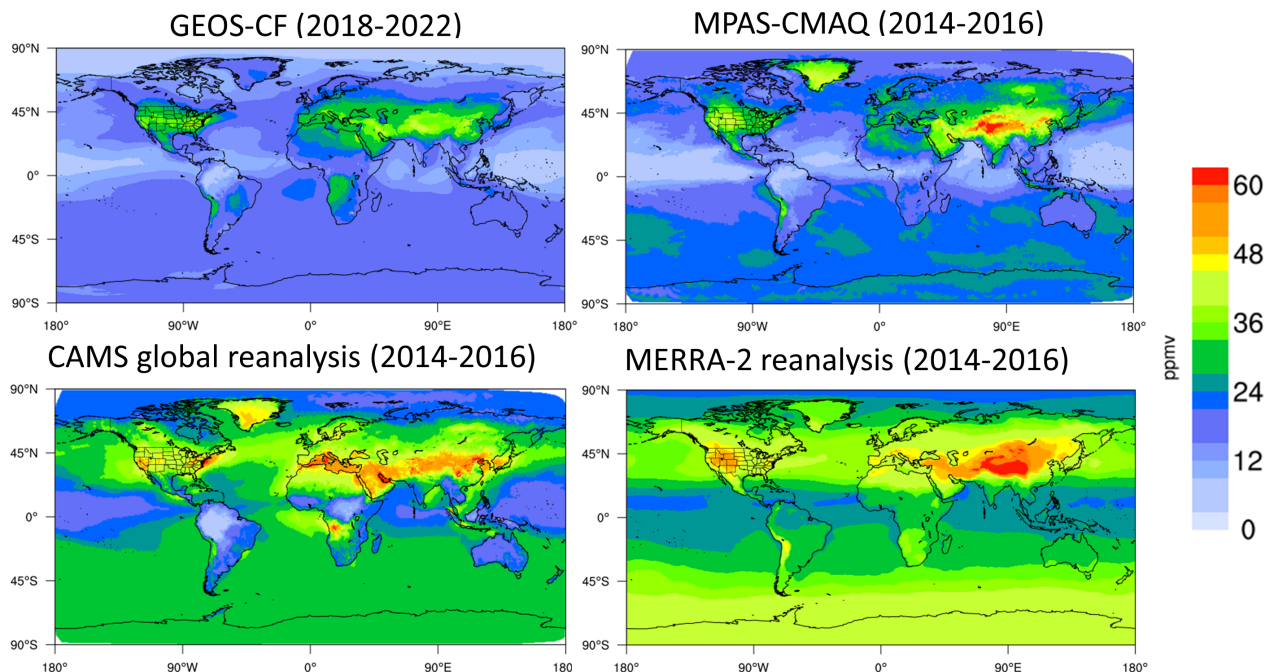 GEOS-CF (2018-2022)
MPAS-CMAQ (2014-2016)
90°N
45°N
0°
45°S
90°S
180°
90°W
0°
90°E
180°
90°N
45°N
0°
45°S
90°S
180°
90°W
0°
90°E
180°
CAMS global reanalysis (2014-2016)
MERRA-2 reanalysis (2014-2016)
90°N
45°N
0°
45°S
90°S
180°
90°W
0°
90°E
180°
90°N
45°N
0°
45°S
90°S
180°
90°W
0°
90°E
180°
60
48
36
24
12
0
ppmv